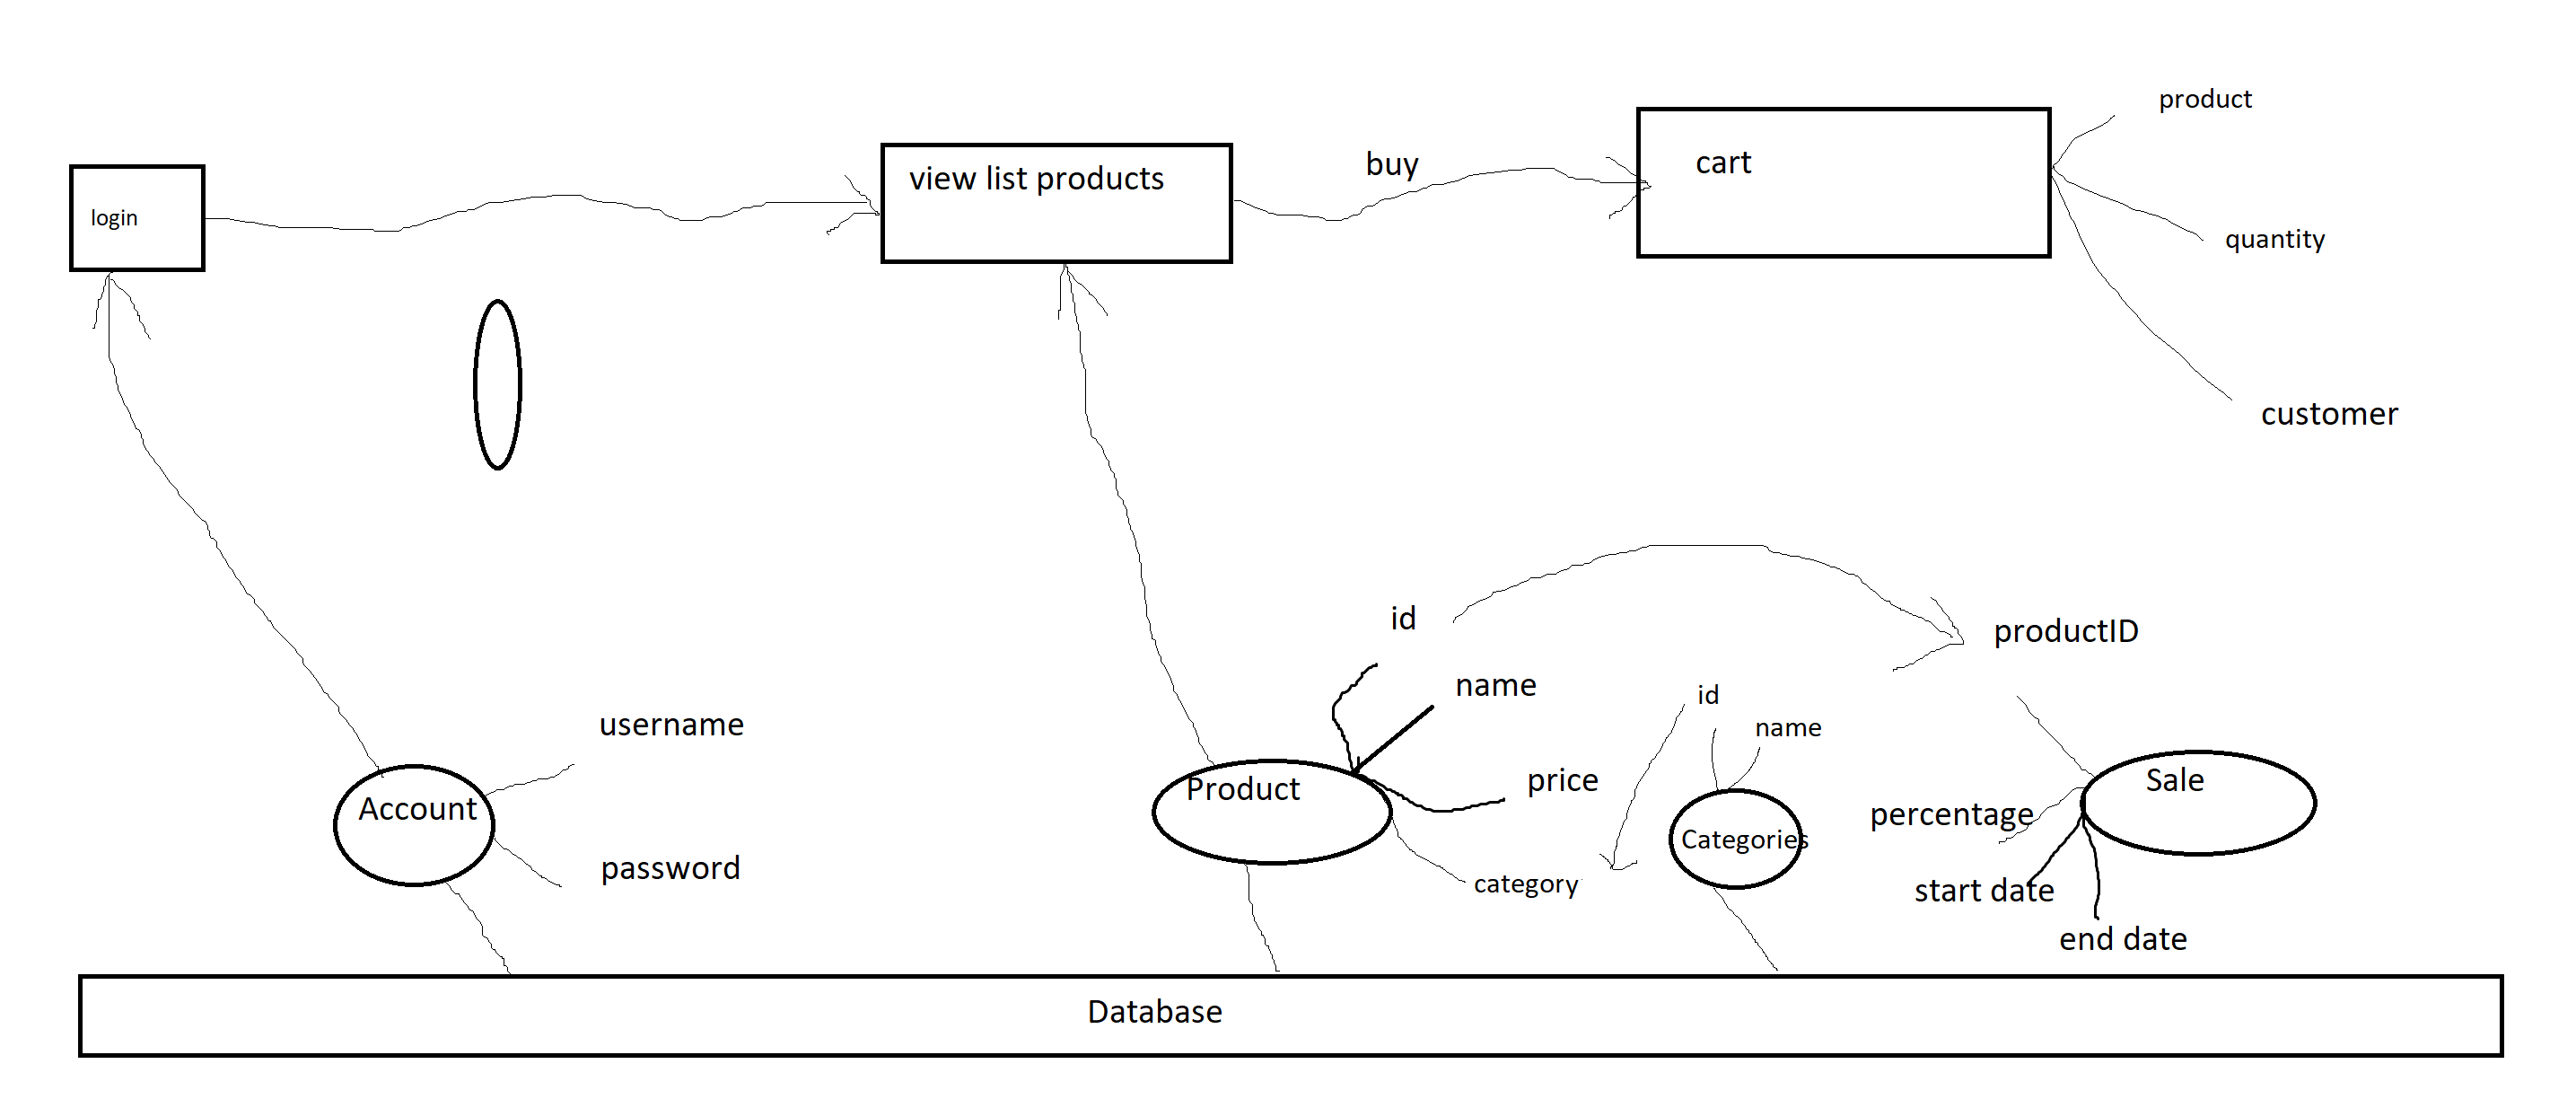 product
buy
cart
view list products
login
quantity
customer
id
productID
name
id
username
name
price
Sale
Product
Account
percentage
Categories
password
category
start date
end date
Database